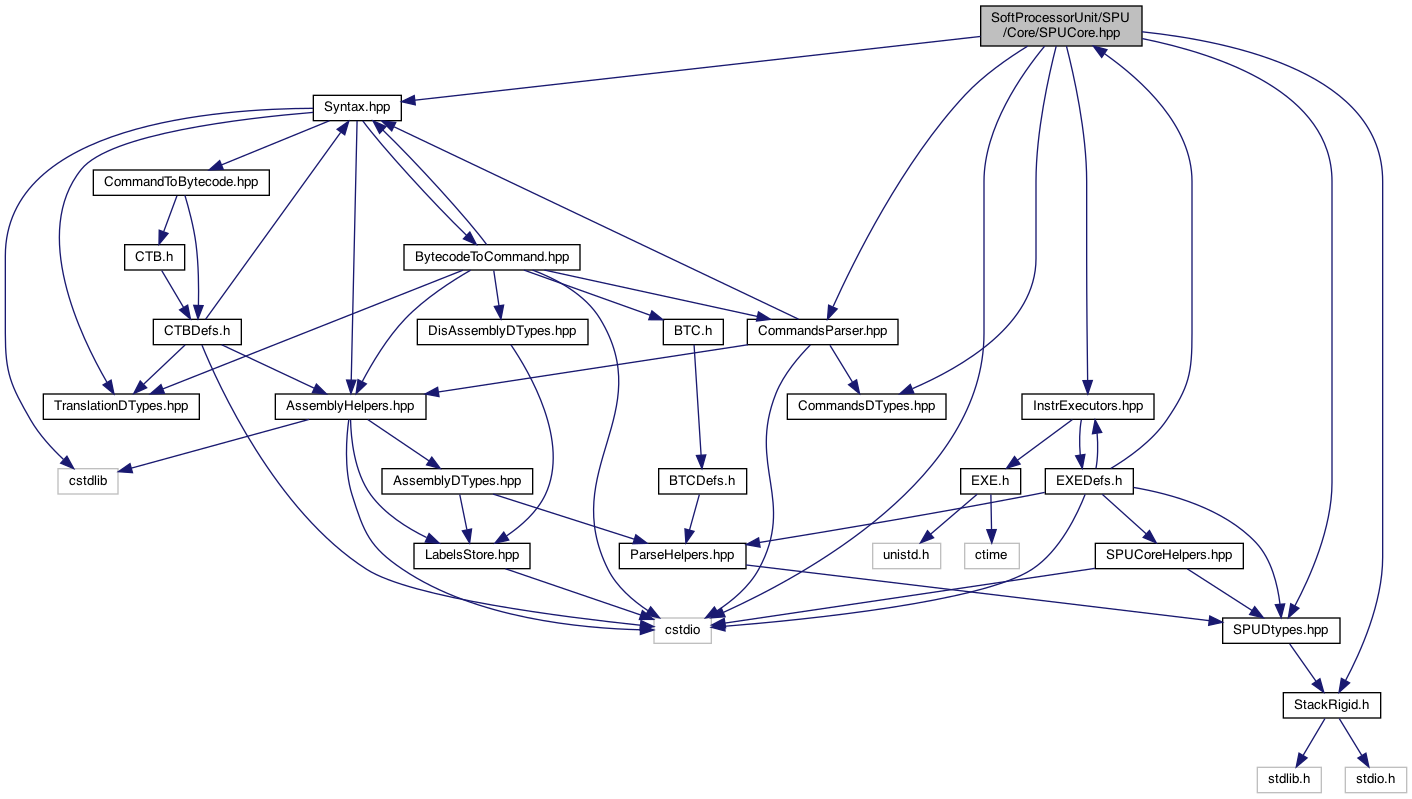 SoftProcessorUnit/SPU
/Core/SPUCore.hpp
Syntax.hpp
CommandToBytecode.hpp
CTB.h
BytecodeToCommand.hpp
CTBDefs.h
DisAssemblyDTypes.hpp
BTC.h
CommandsParser.hpp
TranslationDTypes.hpp
AssemblyHelpers.hpp
CommandsDTypes.hpp
InstrExecutors.hpp
cstdlib
AssemblyDTypes.hpp
BTCDefs.h
EXE.h
EXEDefs.h
LabelsStore.hpp
ParseHelpers.hpp
unistd.h
ctime
SPUCoreHelpers.hpp
cstdio
SPUDtypes.hpp
StackRigid.h
stdlib.h
stdio.h